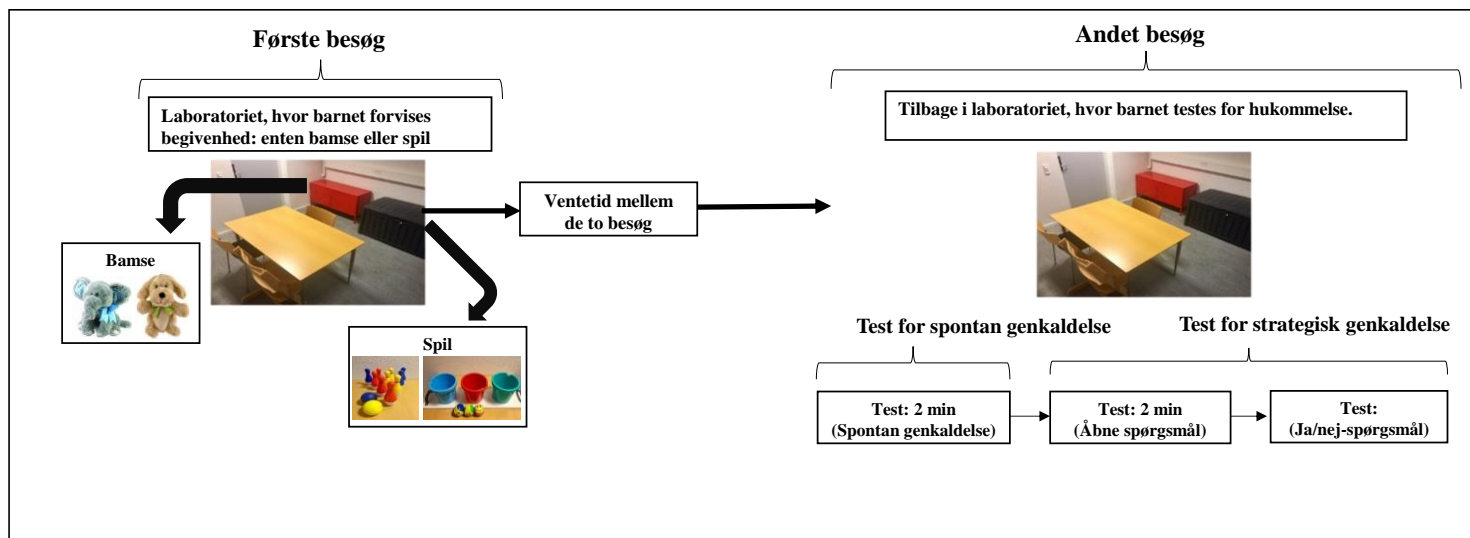 Første besøg
Laboratoriet, hvor barnet forvises
begivenhed: enten bamse eller spil
Bamse
Spil
Ventetid mellem
de to besøg
Andet besøg
Tilbage i laboratoriet, hvor barnet testes for hukommelse.
Test for spontan genkaldelse
Test for strategisk genkaldelse
Test: 2 min
(Spontan genkaldelse)
Test: 2 min
(Åbne spørgsmål)
Test:
(Ja/nej-spørgsmål)